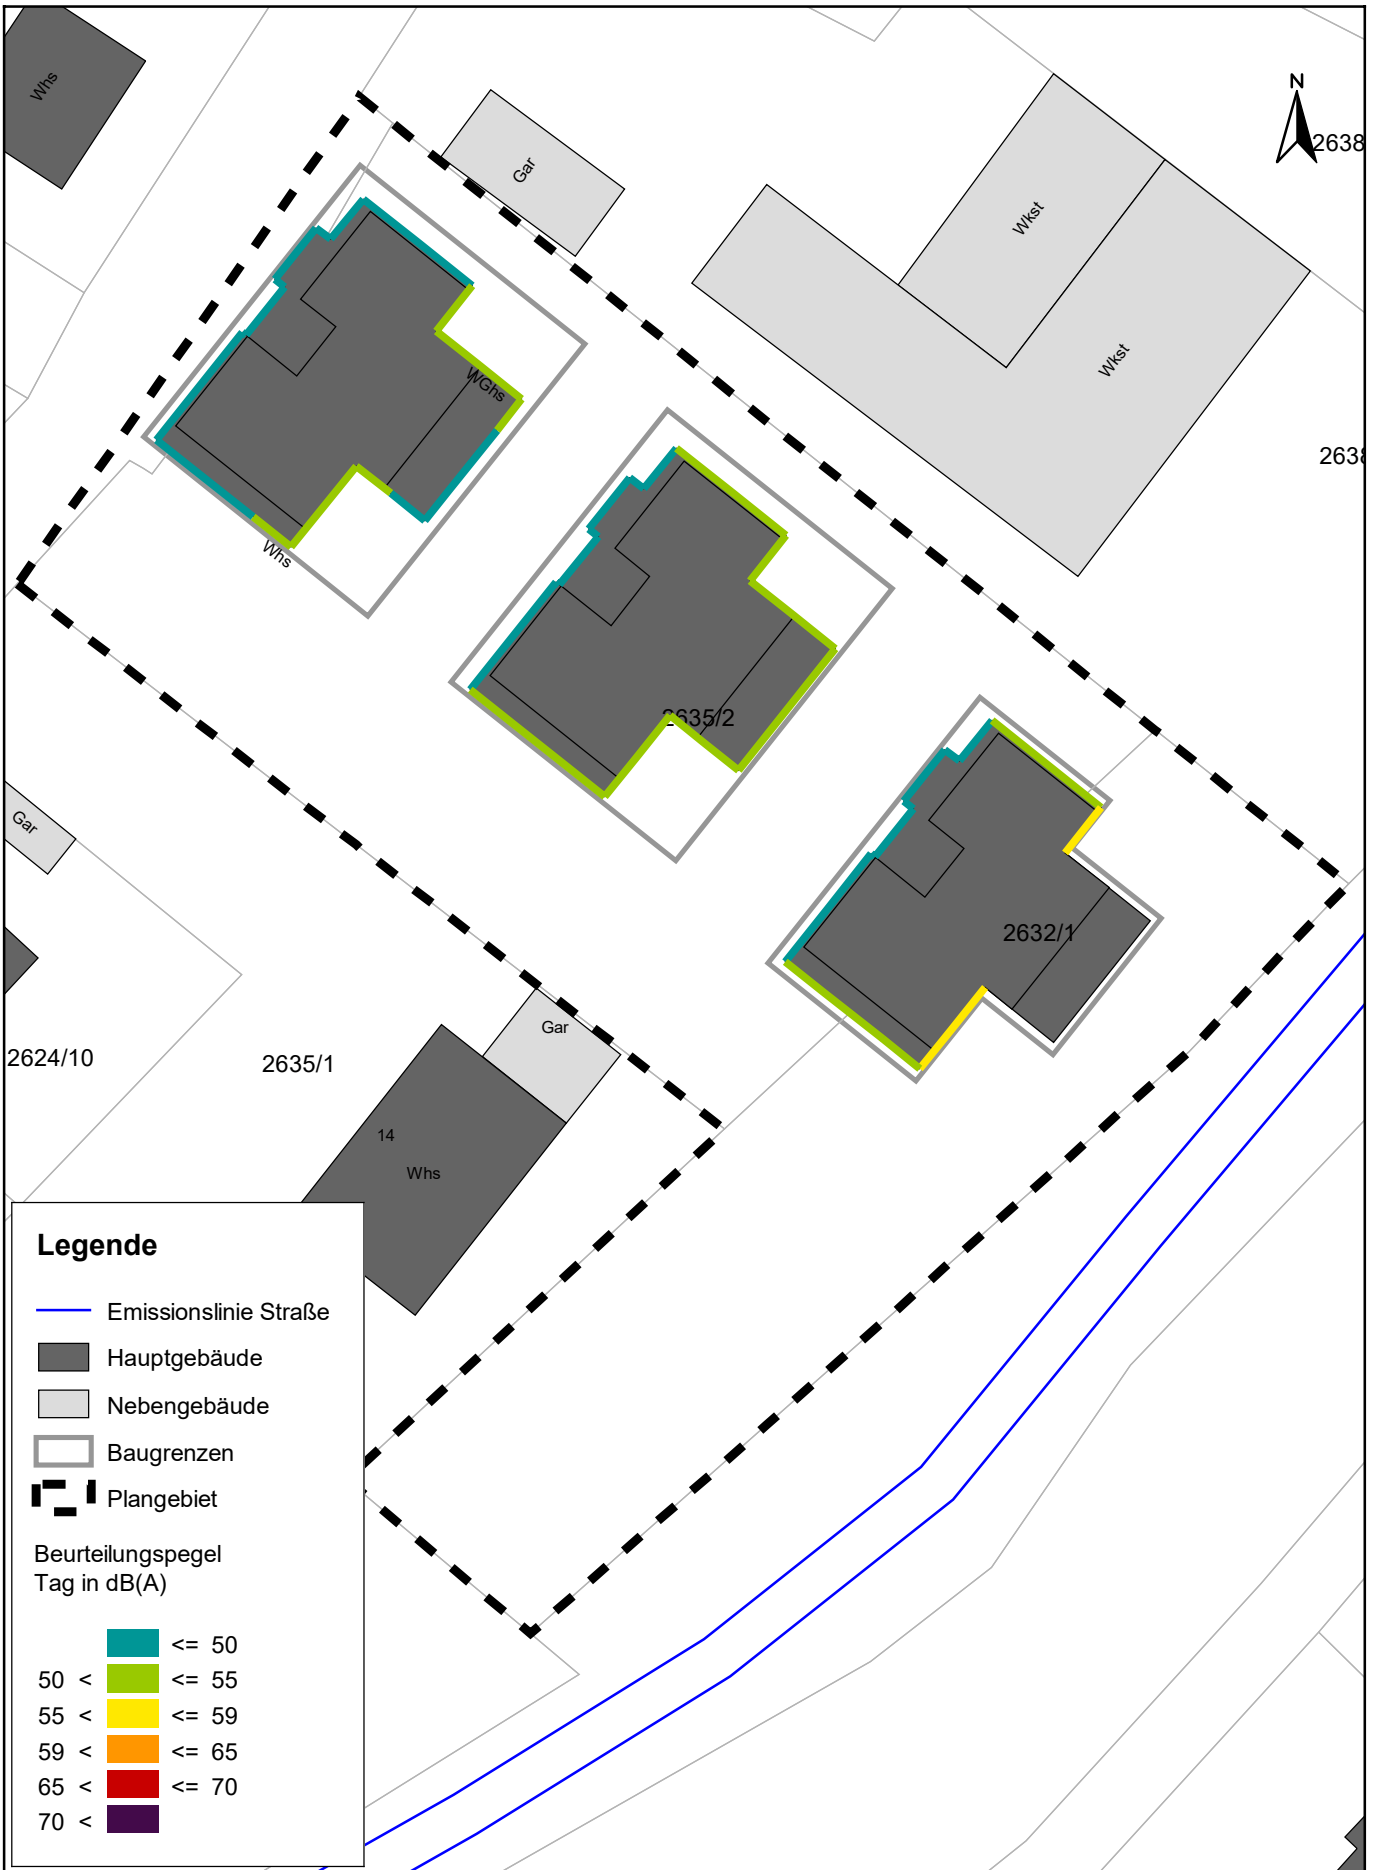 Whs
N
2638
Gar
Wkst
Wkst
WGhs
2638
Whs
2635/2
Gar
2632/1
Gar
2624/10
2635/1
14
Whs
Legende
Emissionslinie Straße
Hauptgebäude
Nebengebäude
Baugrenzen
Plangebiet
Beurteilungspegel
Tag in dB(A)
<= 50
50 < <= 55
55 < <= 59
59 < <= 65
65 < <= 70
70 <